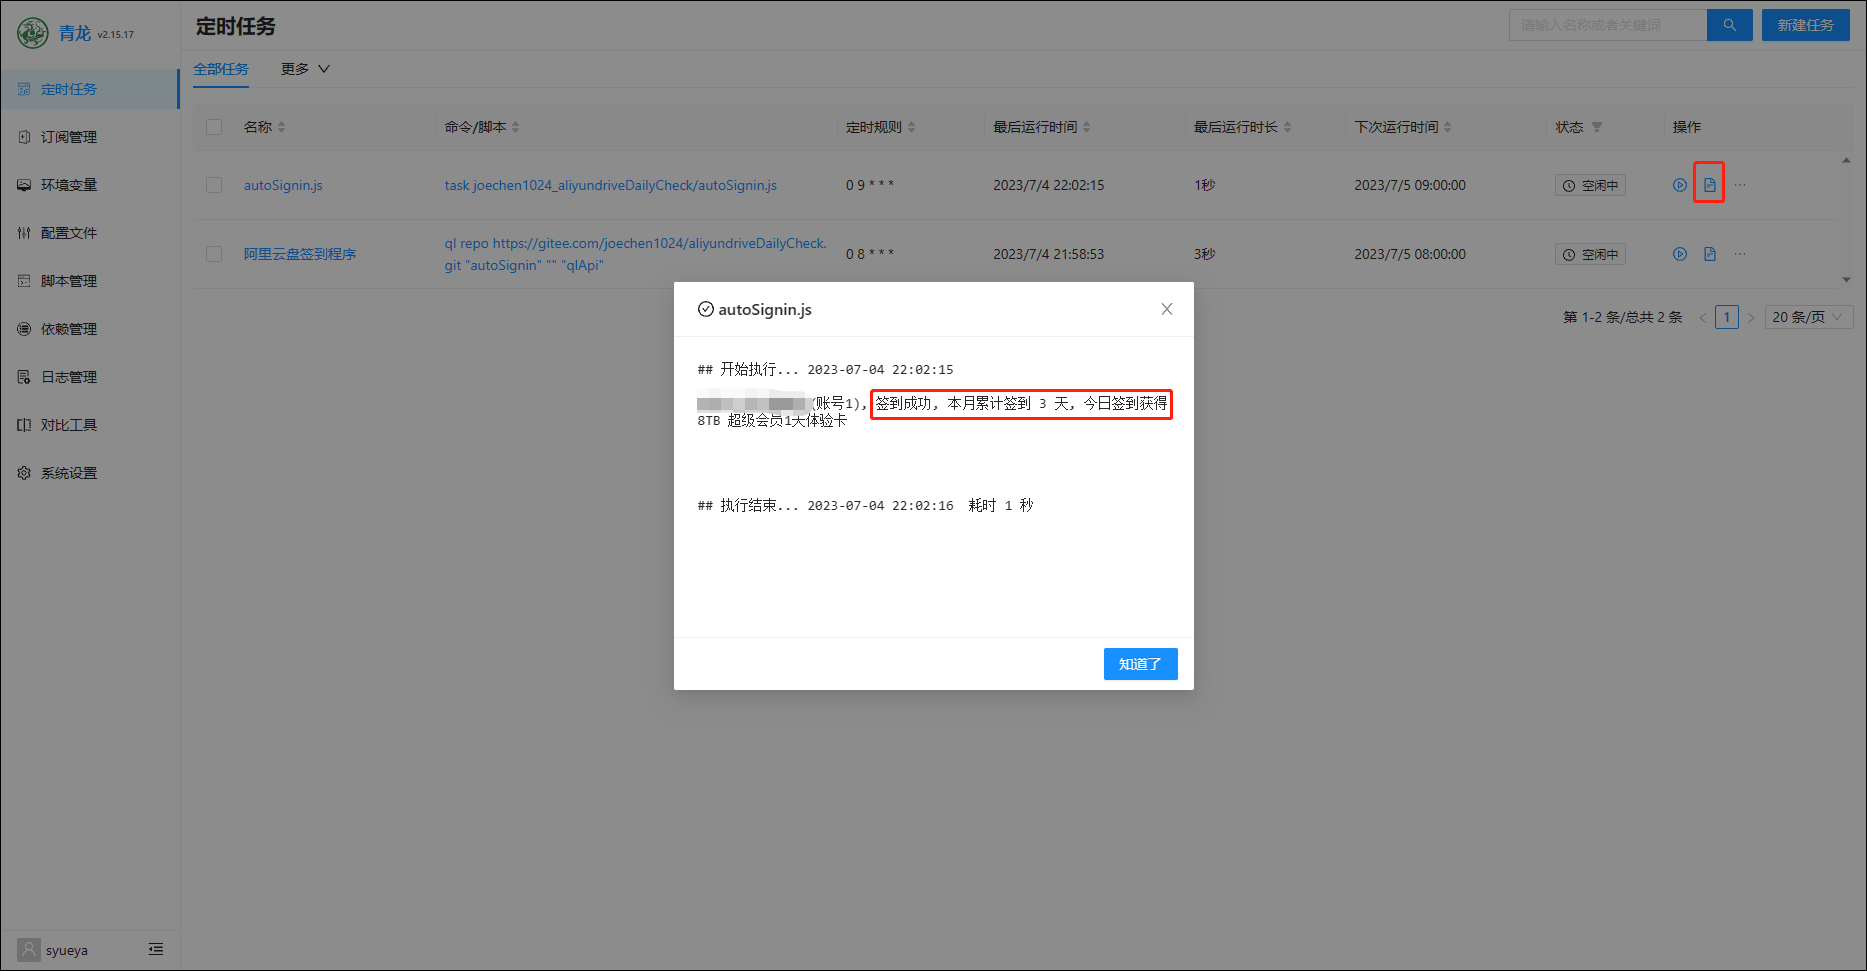 青龙 v2.15.17
定时任务
请输入名称或者关键词
新建任务
全部任务
更多
定时任务
订阅管理
环境变量
配置文件
脚本管理
依赖管理
日志管理
对比工具
系统设置
名称
命令/脚本
定时规则
最后运行时间
最后运行时长
下次运行时间
状态
操作
autoSignin.js
task joechen1024_aliyundriveDailyCheck/autoSignin.js
0 9 * * *
2023/7/4 22:02:15
1秒
2023/7/5 09:00:00
空闲中
阿里云盘签到程序
ql repo https://gitee.com/joechen1024/aliyundriveDailyCheck.
git "autoSignin" "" "qlApi"
0 8 * * *
2023/7/4 21:58:53
3秒
2023/7/5 08:00:00
空闲中
第 1-2 条/总共 2 条
1
20 条/页
autoSignin.js
## 开始执行... 2023-07-04 22:02:15
(账号1), 签到成功, 本月累计签到 3 天, 今日签到获得
8TB 超级会员1天体验卡
## 执行结束... 2023-07-04 22:02:16  耗时 1 秒
知道了
syueya